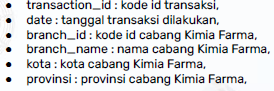 ● transaction_id : kode id transaksi,
● date : tanggal transaksi dilakukan,
● branch_id : kode id cabang Kimia Farma,
● branch_name : nama cabang Kimia Farma,
● kota : kota cabang Kimia Farma,
● provinsi : provinsi cabang Kimia Farma,